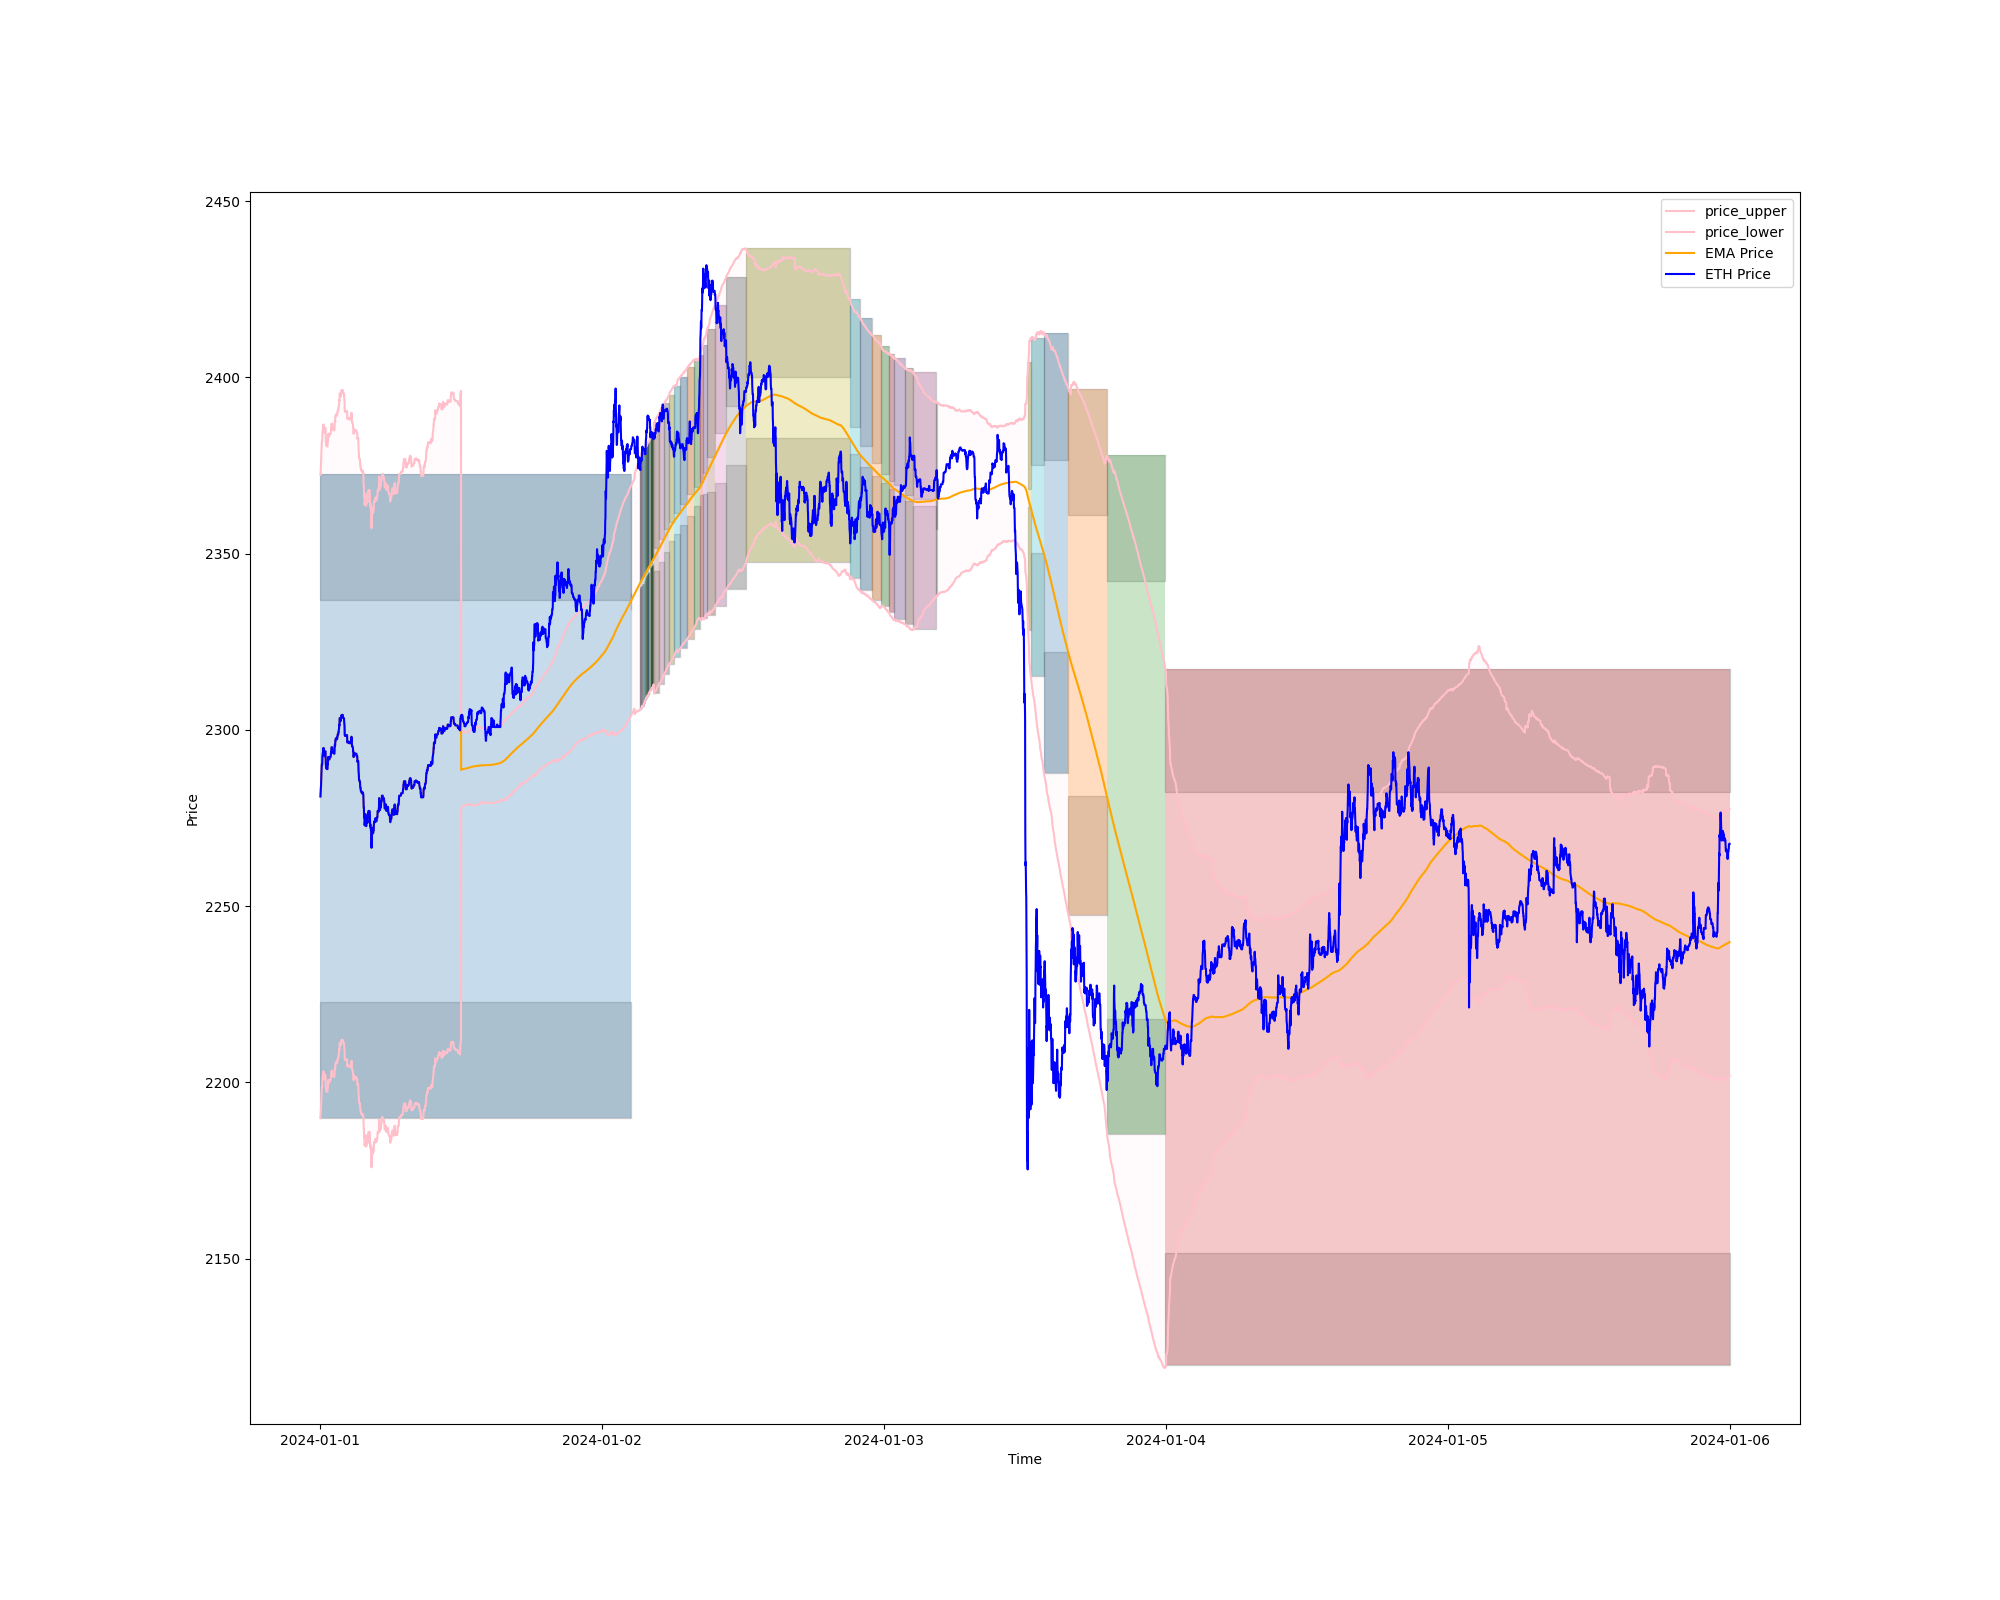 price_upper
price_lower
EMA Price
ETH Price
2450
2400
2350
2300
2250
2200
2150
Price
2024-01-01
2024-01-02
2024-01-03
2024-01-04
2024-01-05
2024-01-06
Time